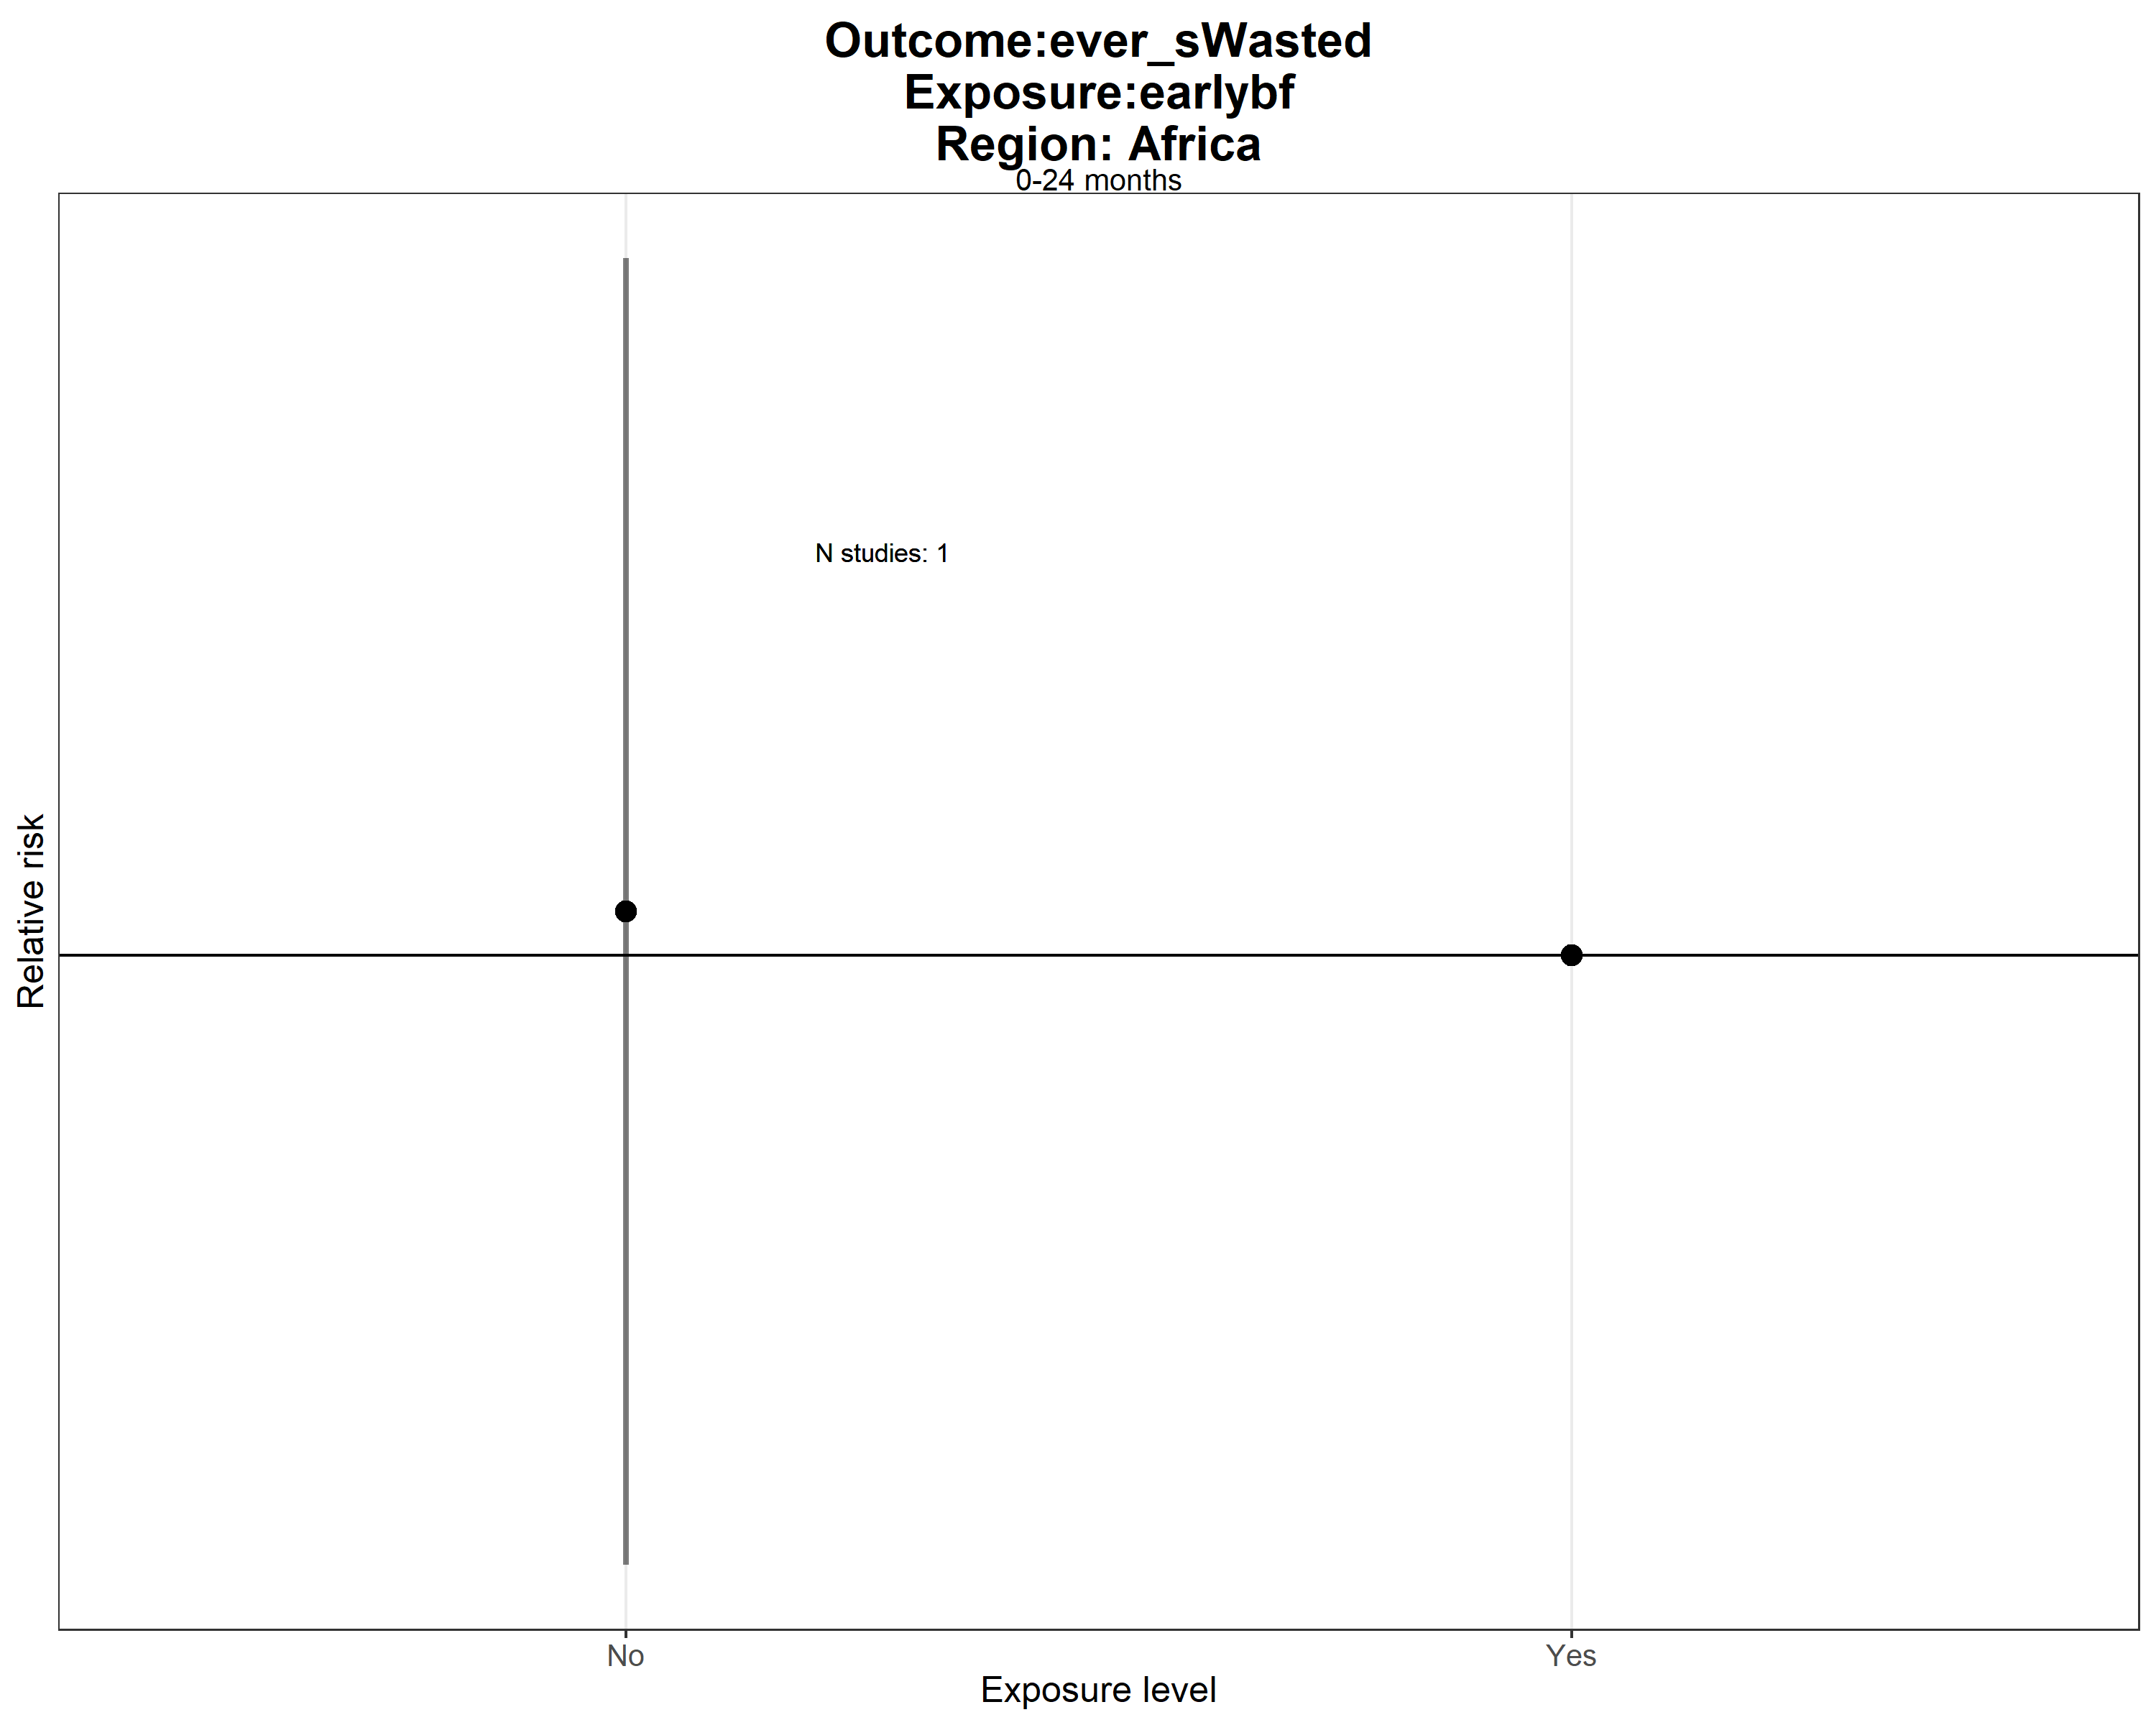 Outcome:ever_sWasted
Exposure:earlybf
Region: Africa
0-24 months
N studies: 1
Relative risk
No
Yes
Exposure level